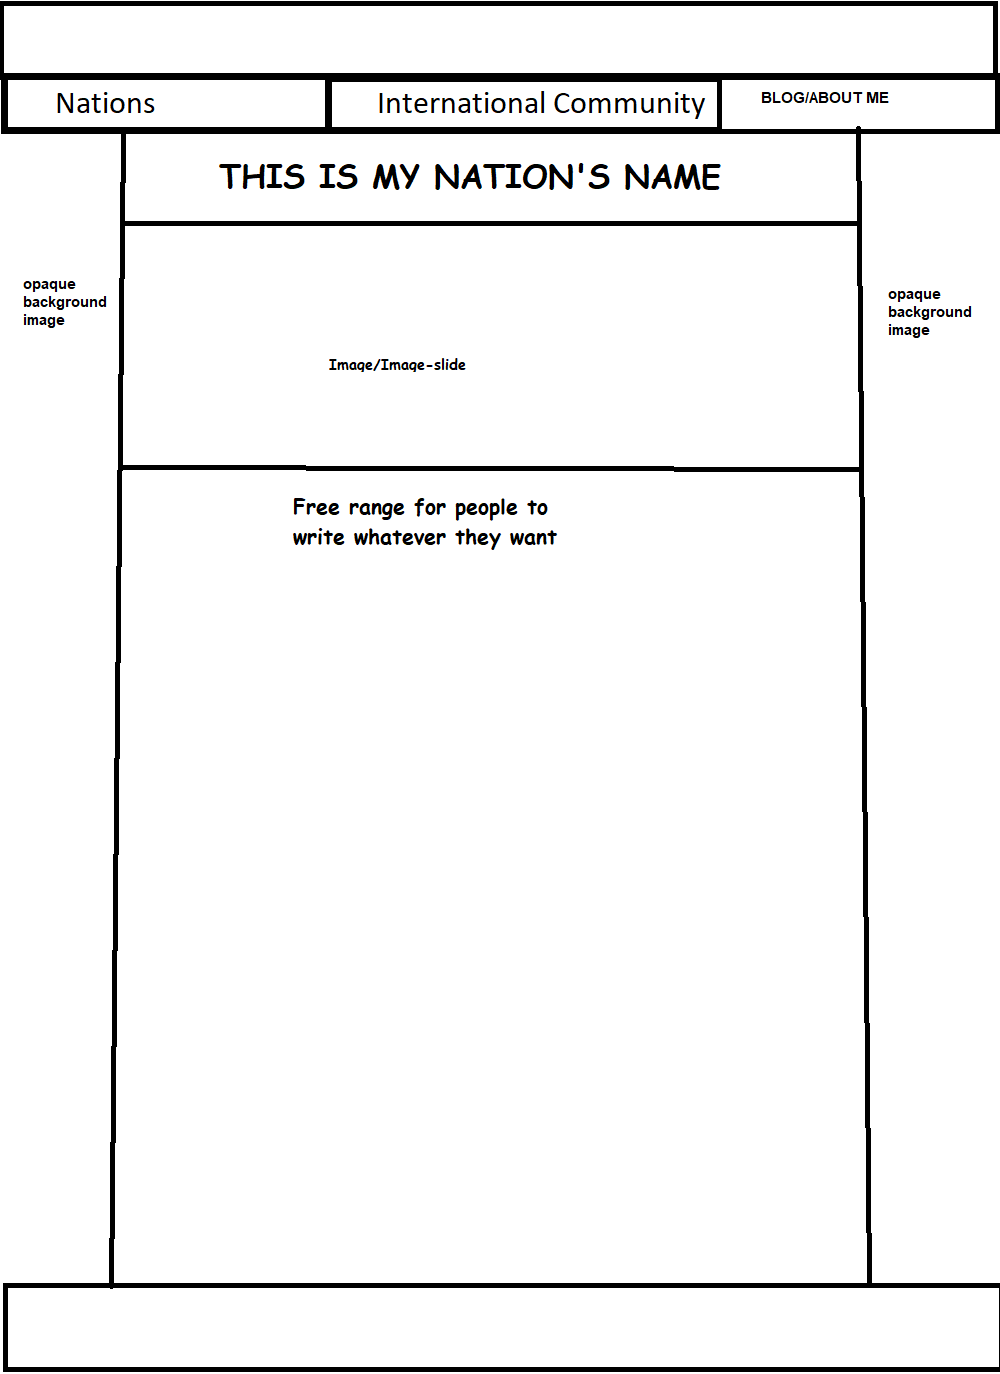 Nations
International Community
BLOG/ABOUT ME
THIS IS MY NATION'S NAME
opaque
background
image
opaque
background
image
Image/Image-slide
Free range for people to
write whatever they want